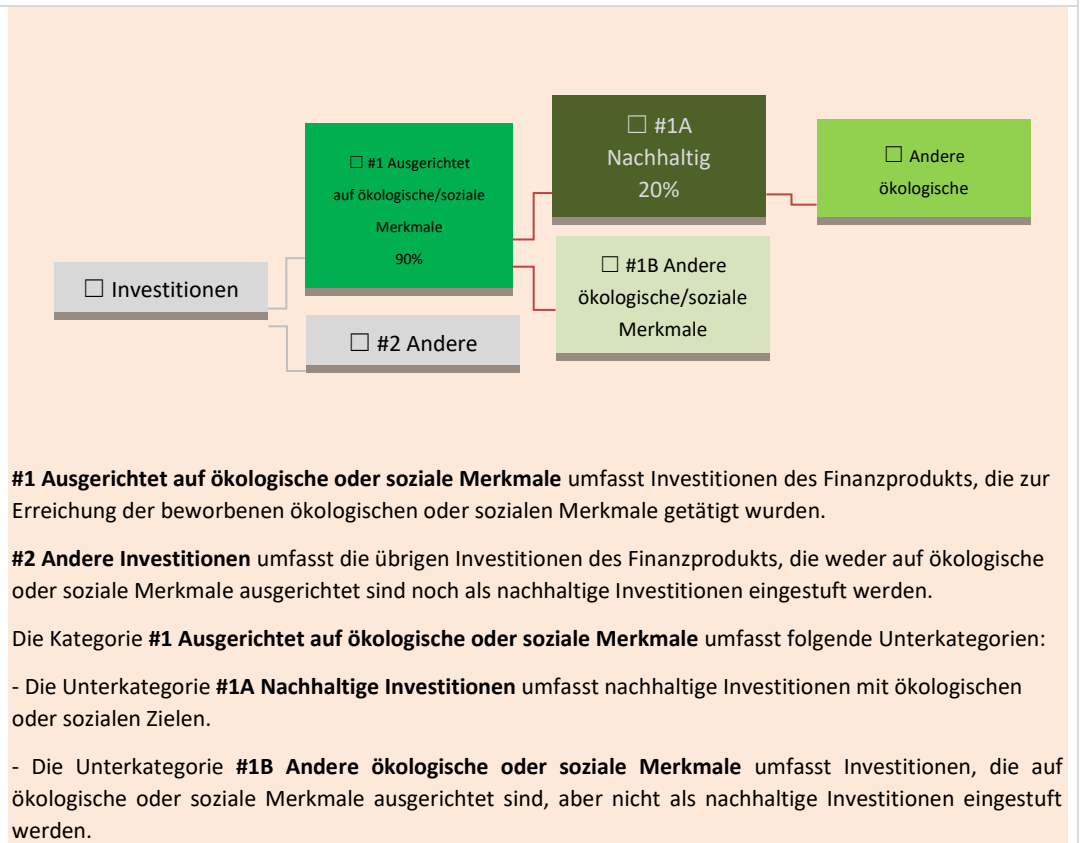 ☐ Investitionen
☐ #1 Ausgerichtet
auf ökologische/soziale
Merkmale
90%
☐ #2 Andere
☐ #1A
Nachhaltig
20%
☐ #1B Andere
ökologische/soziale
Merkmale
☐ Andere
ökologische
#1 Ausgerichtet auf ökologische oder soziale Merkmale umfasst Investitionen des Finanzprodukts, die zur
Erreichung der beworbenen ökologischen oder sozialen Merkmale getätigt wurden.
#2 Andere Investitionen umfasst die übrigen Investitionen des Finanzprodukts, die weder auf ökologische
oder soziale Merkmale ausgerichtet sind noch als nachhaltige Investitionen eingestuft werden.
Die Kategorie #1 Ausgerichtet auf ökologische oder soziale Merkmale umfasst folgende Unterkategorien:
- Die Unterkategorie #1A Nachhaltige Investitionen umfasst nachhaltige Investitionen mit ökologischen
oder sozialen Zielen.
- Die Unterkategorie #1B Andere ökologische oder soziale Merkmale umfasst Investitionen, die auf
ökologische oder soziale Merkmale ausgerichtet sind, aber nicht als nachhaltige Investitionen eingestuft
werden.